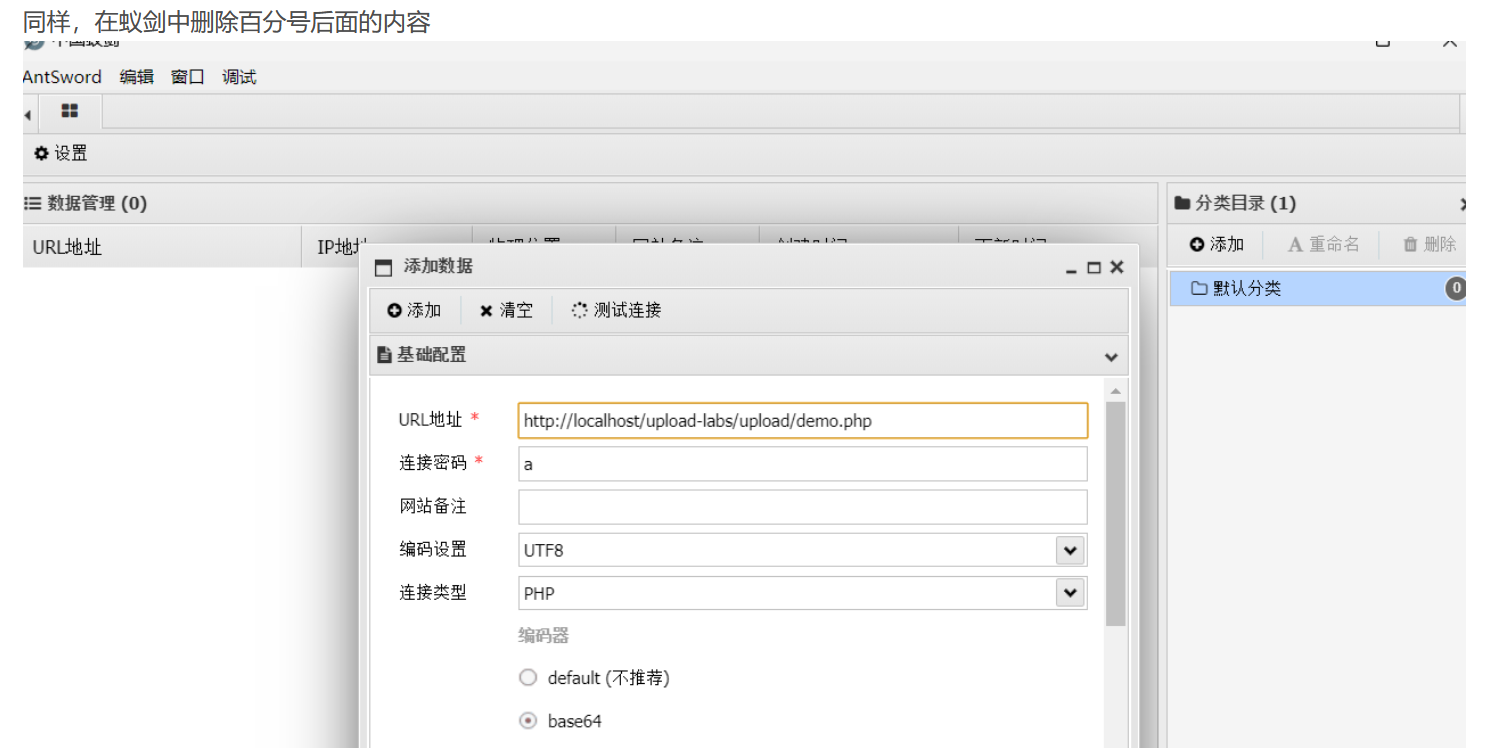 同样，在蚁剑中删除百分号后面的内容
AntSword 编辑 窗口 调试
设置
数据管理 (0)
分类目录 (1)
URL地址
IP地址
添加 重命名 删除
添加数据
默认分类 0
添加 清空 测试连接
基础配置
URL地址 * http://localhost/upload-labs/upload/demo.php
连接密码 * a
网站备注
编码设置 UTF8
连接类型 PHP
编码器
default (不推荐)
base64